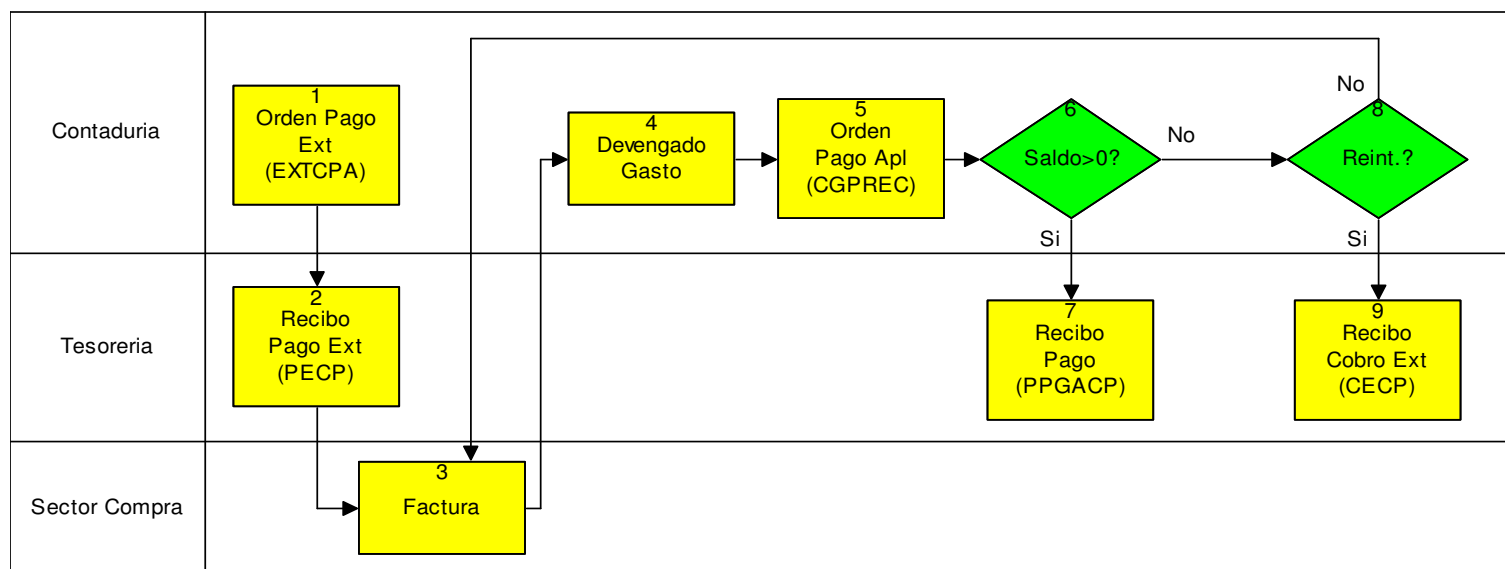 Contaduria
1
Orden Pago
Ext
(EXTCPA)
4
Devengado
Gasto
5
Orden
Pago Apl
(CGPREC)
6
Saldo>0?
No
Si
8
Reint.?
No
Si
Tesoreria
2
Recibo
Pago Ext
(PECP)
7
Recibo
Pago
(PPGACP)
9
Recibo
Cobro Ext
(CECP)
Sector Compra
3
Factura